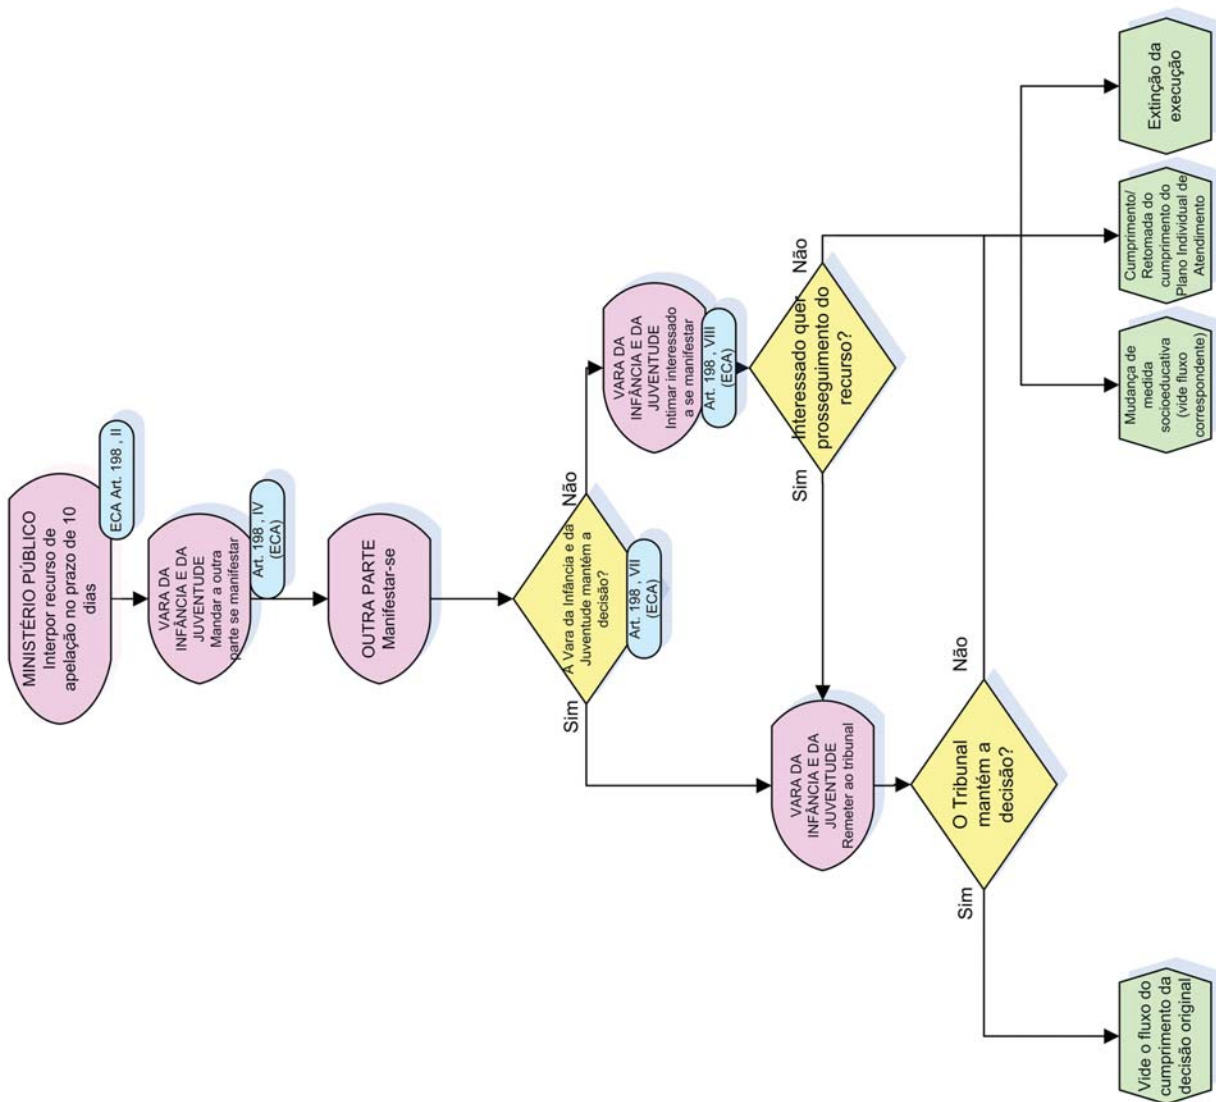 MINISTÉRIO PÚBLICO
Interpor recurso de
apelação no prazo de 10
dias
ECA Art. 198 , II
VARA DA
INFÂNCIA E DA
JUVENTUDE
Mandar a outra
parte se manifestar
Art. 198 , IV
(ECA)
OUTRA PARTE
Manifestar-se
A Vara da Infância e da
Juventude mantém a
decisão?
Art. 198 , VII
(ECA)
Não
Sim
VARA DA
INFÂNCIA E DA
JUVENTUDE
Intimar interessado
a se manifestar
Art. 198 , VIII
(ECA)
Interessado quer
prosseguimento do
recurso?
Não
Sim
VARA DA
INFÂNCIA E DA
JUVENTUDE
Remeter ao tribunal
O Tribunal
mantém a
decisão?
Não
Sim
Extinção da
execução
Cumprimento/
Retomada do
cumprimento do
Plano Individual de
Atendimento
Mudança de
medida
socioeducativa
(vide fluxo
correspondente)
Vide o fluxo do
cumprimento da
decisão original